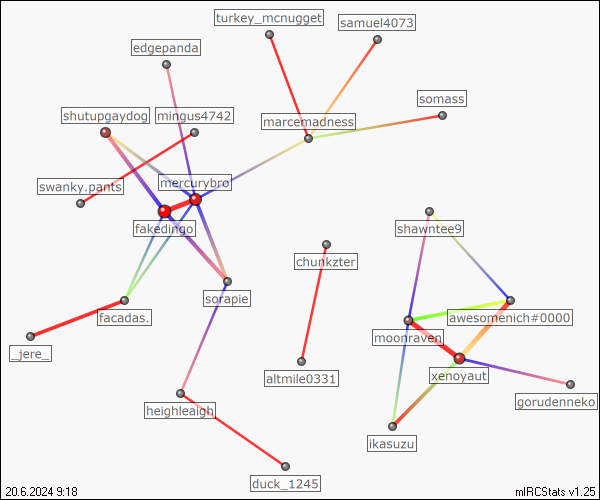 turkey_mcnugget
samuel4073
edgepanda
somass
shutupgaydog
mingus4742
marcemadness
mercurybro
swanky.pants
fakedingo
shawntee9
chunkzter
sorapie
facadas.
awesomenich#0000
moonraven
_jere_
altmile0331
xenoyaut
gorudenneko
heighleaigh
ikasuzu
duck_1245
20.6.2024 9:18
mIRCStats v1.25